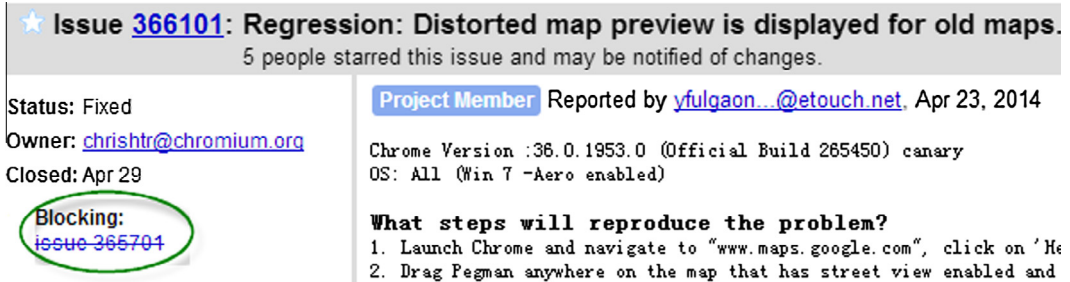 Issue 366101: Regression: Distorted map preview is displayed for old maps.
5 people starred this issue and may be notified of changes.
Status: Fixed
Owner: chrishtr@chromium.org
Closed: Apr 29
Blocking:
issue 365701
Project Member Reported by yfulgaon...@etouch.net, Apr 23, 2014
Chrome Version :36.0.1953.0 (Official Build 265450) canary
OS: All (Win 7 -Aero enabled)
What steps will reproduce the problem?
1. Launch Chrome and navigate to "www.maps.google.com", click on 'He
2. Drag Pegman anywhere on the map that has street view enabled and